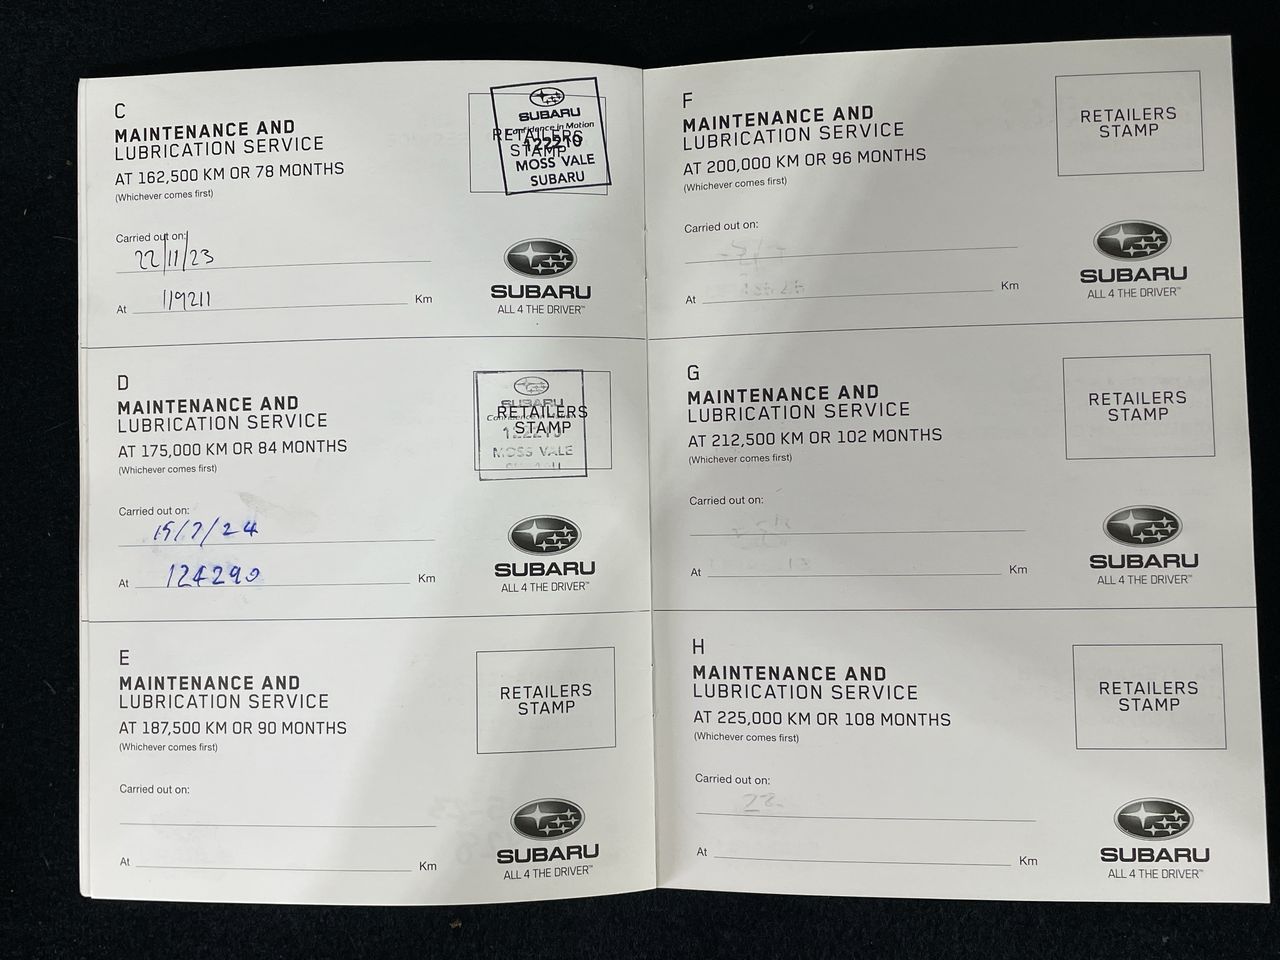 C
MAINTENANCE AND
LUBRICATION SERVICE
AT 162,500 KM OR 78 MONTHS
(Whichever comes first)
RETAILERS
STAMP
SUBARU
Confidence in Motion
122210
MOSS VALE
SUBARU
Carried out on:
22/11/23
At 119211 Km
SUBARU
ALL 4 THE DRIVER™
D
MAINTENANCE AND
LUBRICATION SERVICE
AT 175,000 KM OR 84 MONTHS
(Whichever comes first)
RETAILERS
STAMP
SUBARU
Confidence in Motion
122210
MOSS VALE
SUBARU
Carried out on:
15/7/24
At 124290 Km
SUBARU
ALL 4 THE DRIVER™
E
MAINTENANCE AND
LUBRICATION SERVICE
AT 187,500 KM OR 90 MONTHS
(Whichever comes first)
RETAILERS
STAMP
Carried out on:
At Km
SUBARU
ALL 4 THE DRIVER™
F
MAINTENANCE AND
LUBRICATION SERVICE
AT 200,000 KM OR 96 MONTHS
(Whichever comes first)
RETAILERS
STAMP
Carried out on:
At Km
SUBARU
ALL 4 THE DRIVER™
G
MAINTENANCE AND
LUBRICATION SERVICE
AT 212,500 KM OR 102 MONTHS
(Whichever comes first)
RETAILERS
STAMP
Carried out on:
At Km
SUBARU
ALL 4 THE DRIVER™
H
MAINTENANCE AND
LUBRICATION SERVICE
AT 225,000 KM OR 108 MONTHS
(Whichever comes first)
RETAILERS
STAMP
Carried out on:
At Km
SUBARU
ALL 4 THE DRIVER™